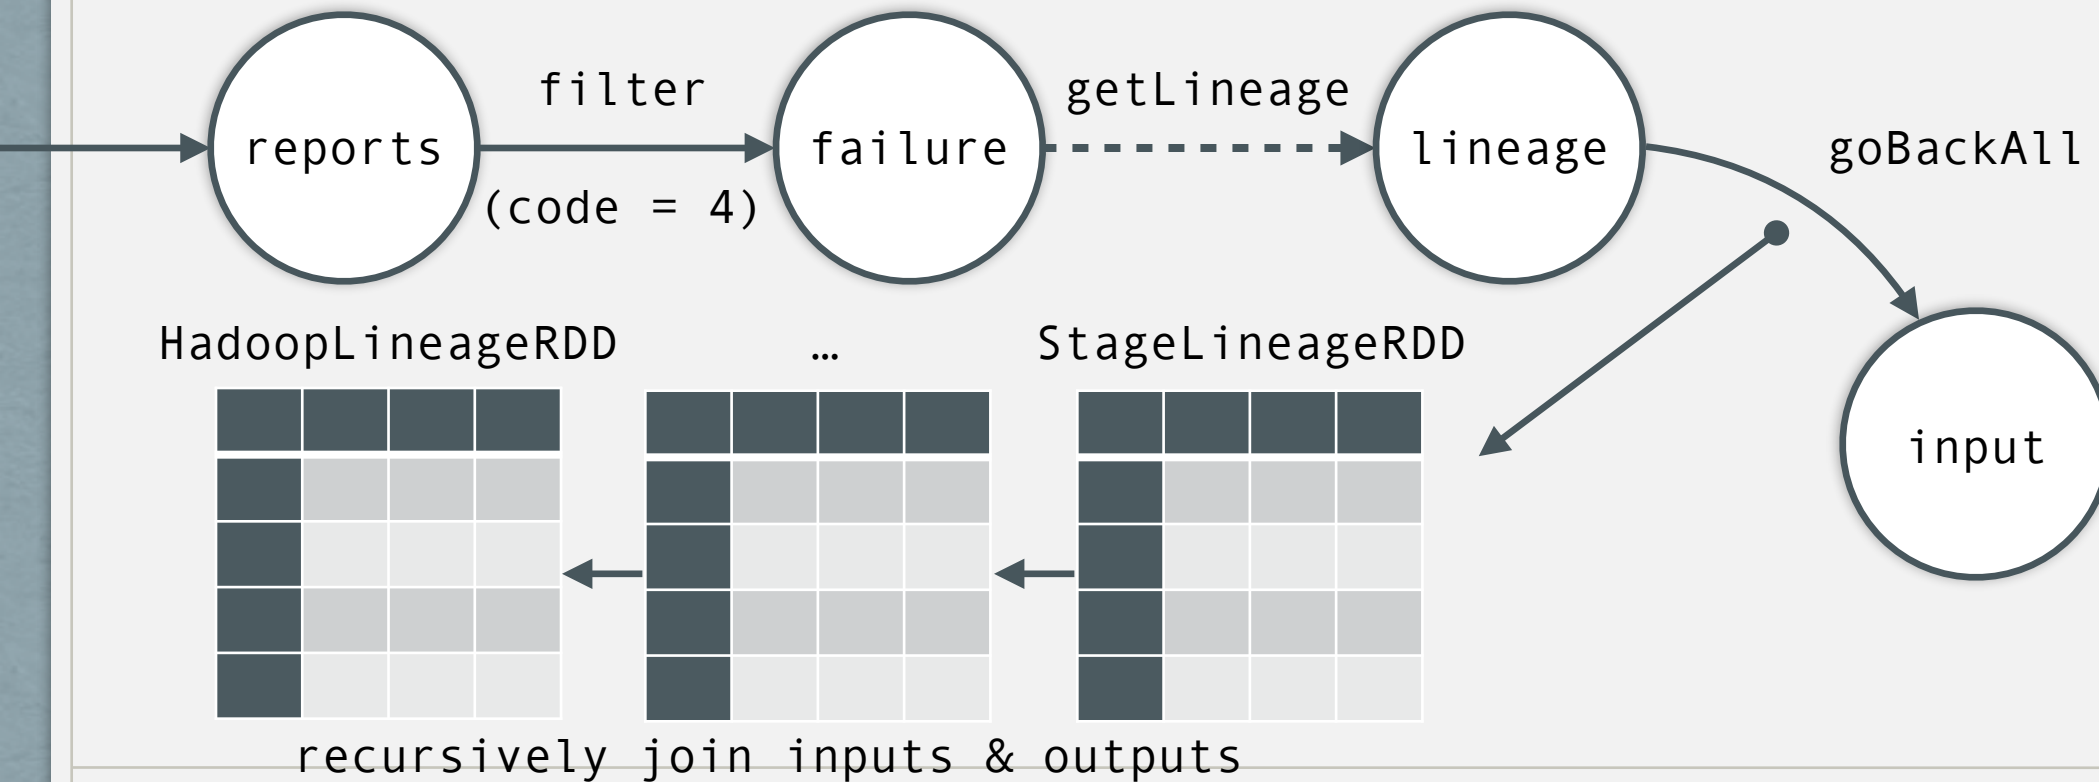 filter
getLineage
reports
failure
lineage
goBackAll
(code = 4)
HadoopLineageRDD
…
StageLineageRDD
input
recursively join inputs & outputs